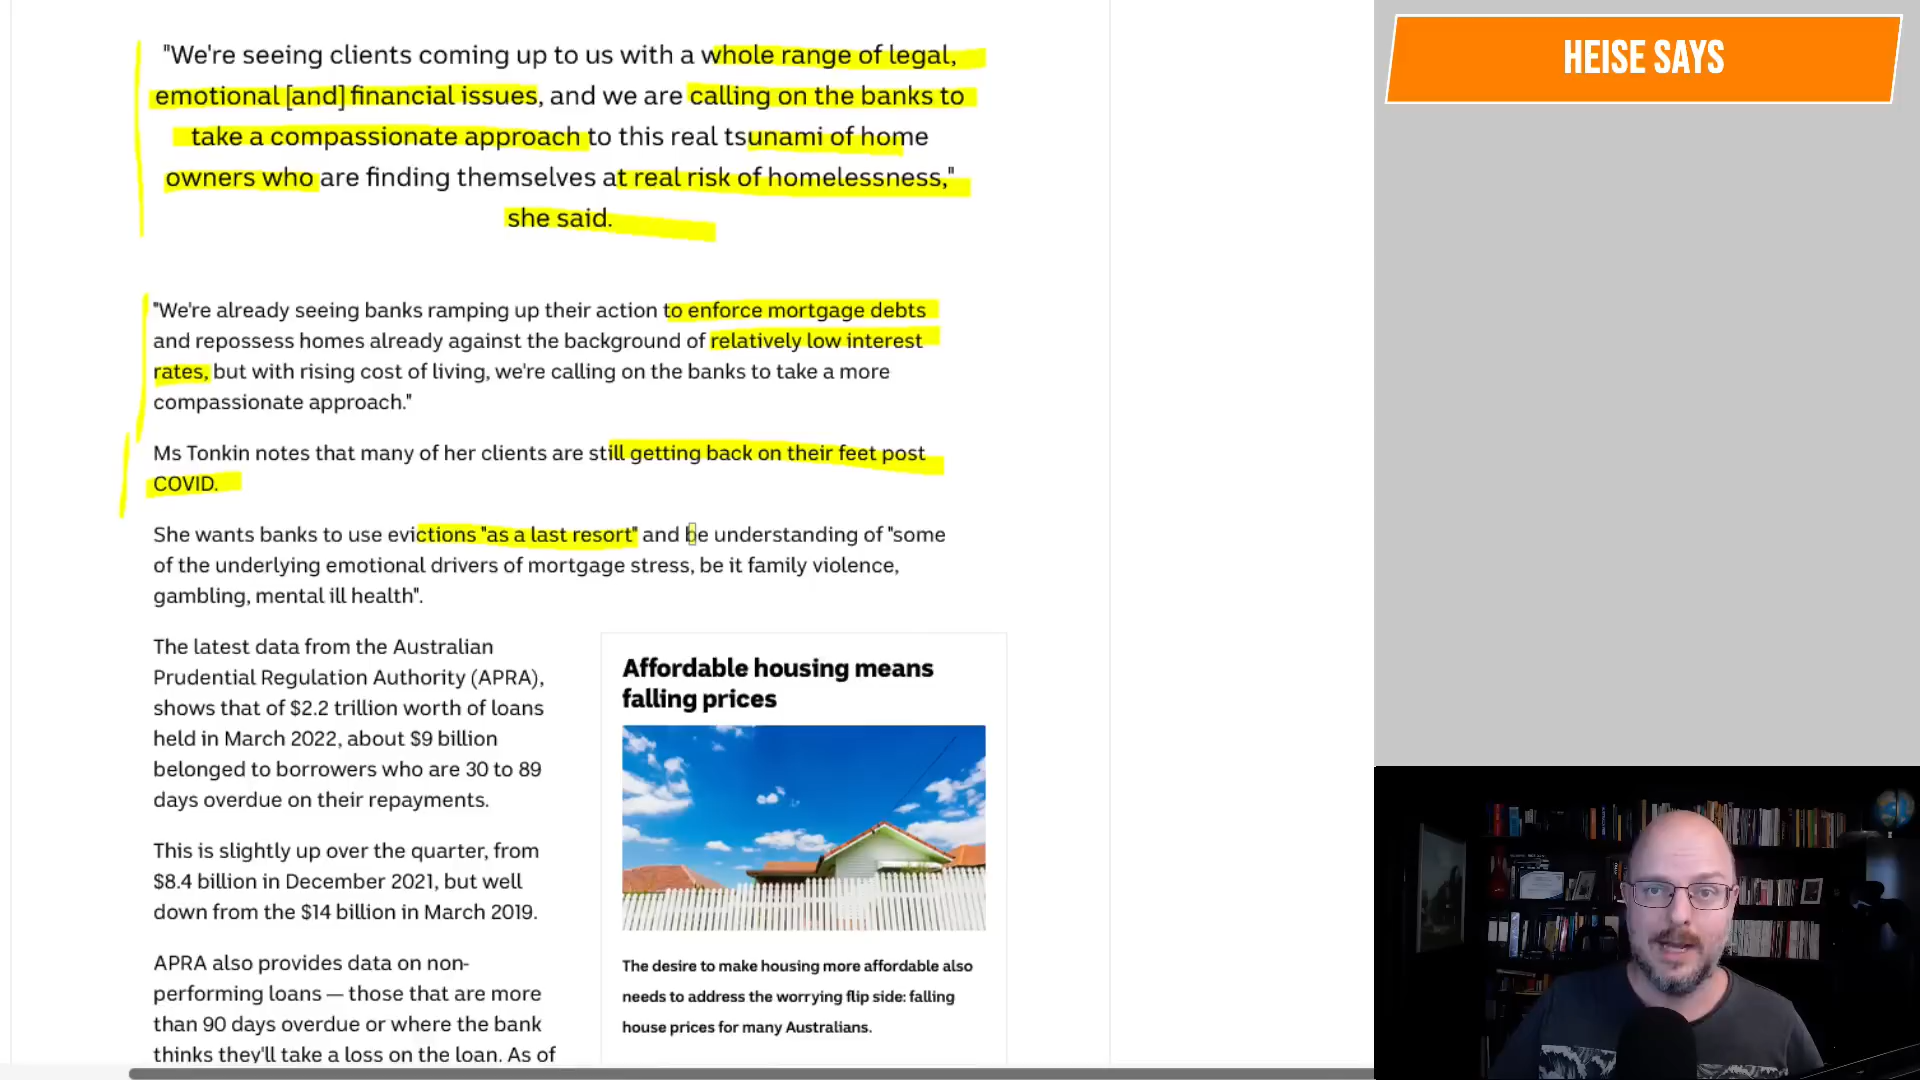 "We're seeing clients coming up to us with a whole range of legal,
emotional [and] financial issues, and we are calling on the banks to
take a compassionate approach to this real tsunami of home
owners who are finding themselves at real risk of homelessness,"
she said.
"We're already seeing banks ramping up their action to enforce mortgage debts
and repossess homes already against the background of relatively low interest
rates, but with rising cost of living, we're calling on the banks to take a more
compassionate approach."
Ms Tonkin notes that many of her clients are still getting back on their feet post
COVID.
She wants banks to use evictions "as a last resort" and be understanding of "some
of the underlying emotional drivers of mortgage stress, be it family violence,
gambling, mental ill health".
The latest data from the Australian
Prudential Regulation Authority (APRA),
shows that of $2.2 trillion worth of loans
held in March 2022, about $9 billion
belonged to borrowers who are 30 to 89
days overdue on their repayments.
This is slightly up over the quarter, from
$8.4 billion in December 2021, but well
down from the $14 billion in March 2019.
APRA also provides data on non-
performing loans — those that are more
than 90 days overdue or where the bank
thinks they'll take a loss on the loan. As of
Affordable housing means
falling prices
The desire to make housing more affordable also
needs to address the worrying flip side: falling
house prices for many Australians.
HEISE SAYS